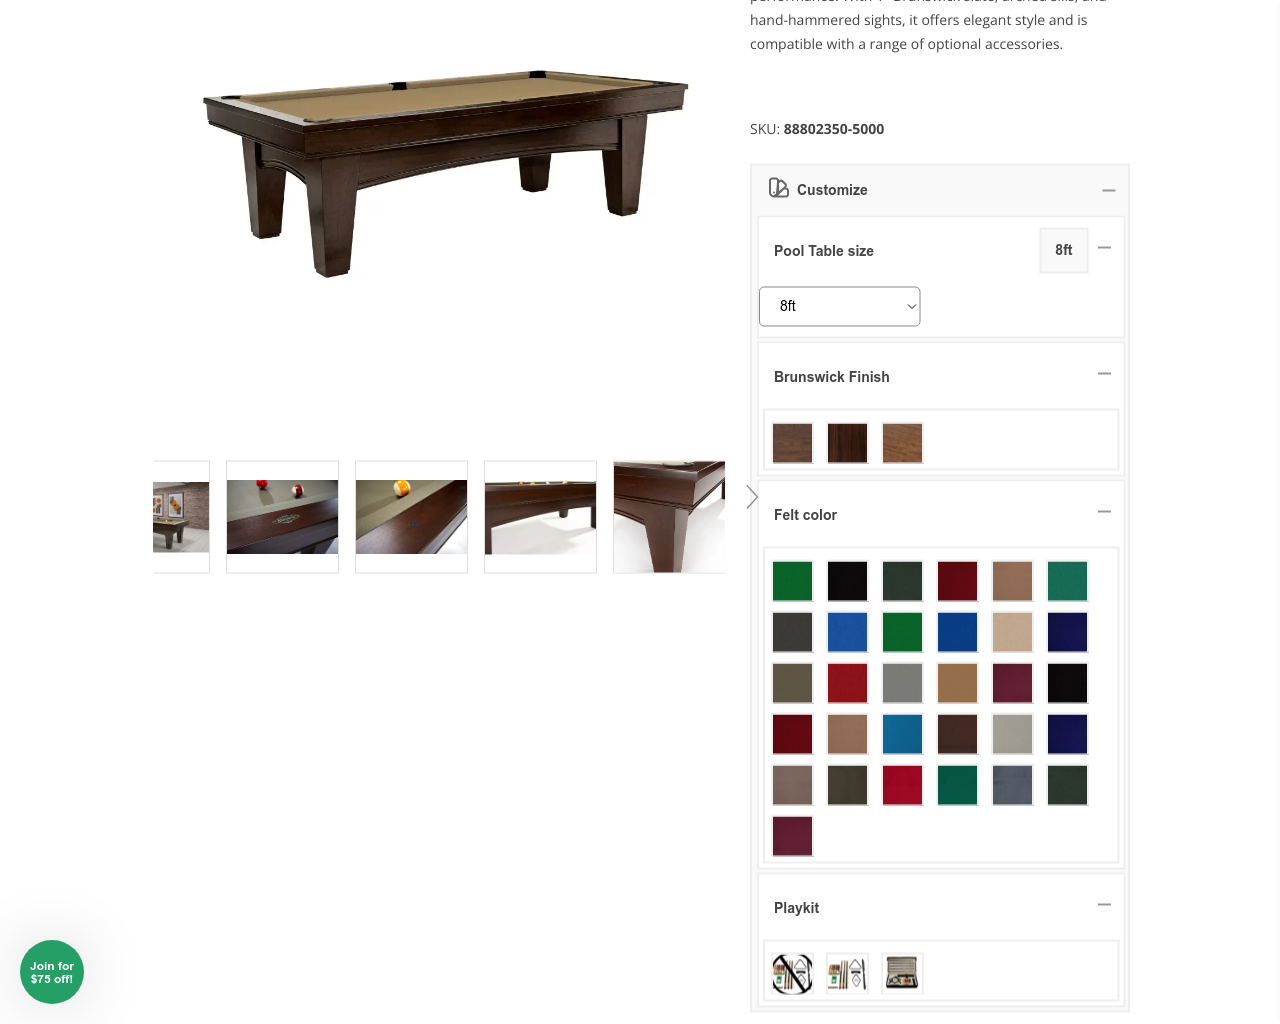 hand-hammered sights, it offers elegant style and is
compatible with a range of optional accessories.
SKU: 88802350-5000
Customize
Pool Table size
8ft
8ft
Brunswick Finish
Felt color
Playkit
Join for
$75 off!